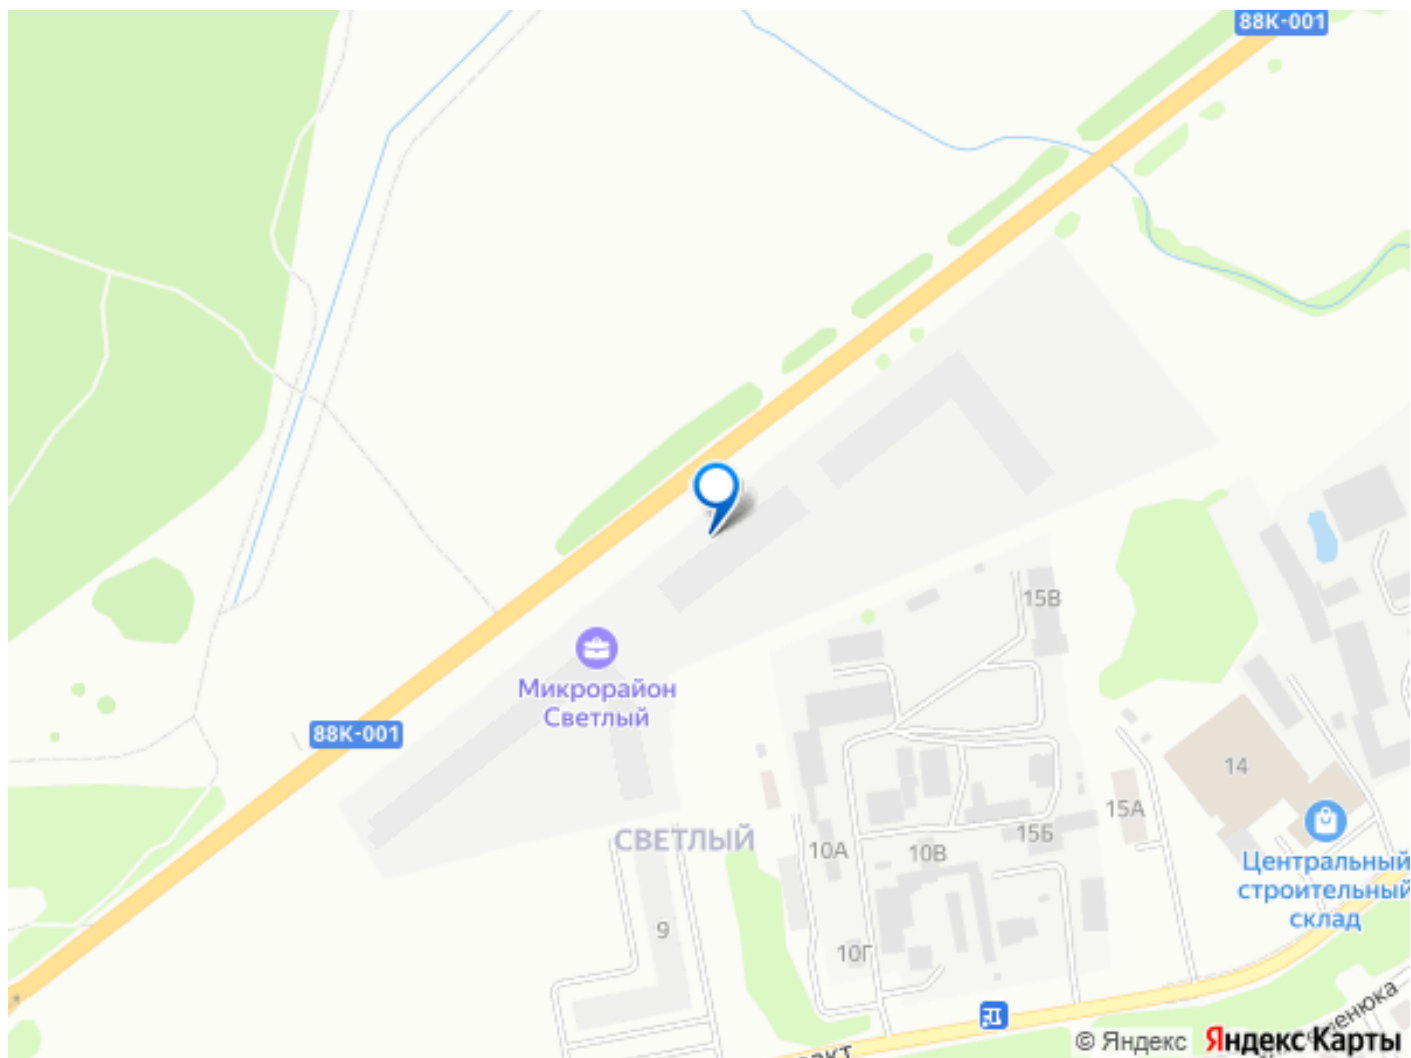 88К-001
15В
Микрорайон
Светлый
88К-001
14
СВЕТЛЫЙ
15А
15Б
10А
10В
Центральный
строительный
склад
9
10Г
© Яндекс
Яндекс Карты